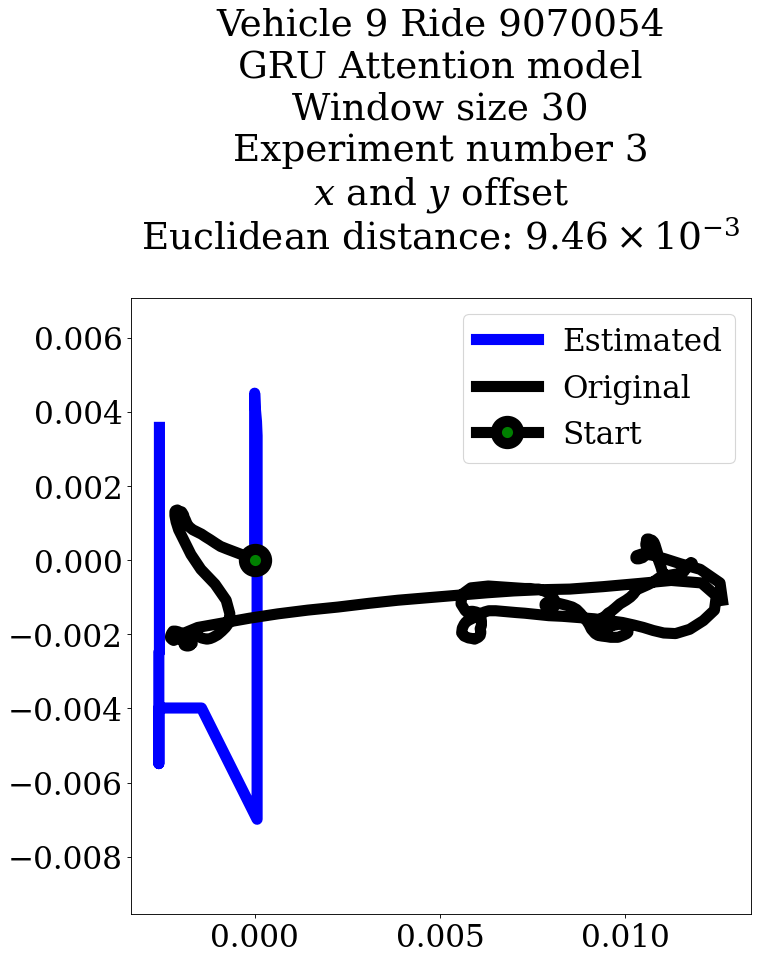 Vehicle 9 Ride 9070054
GRU Attention model
Window size 30
Experiment number 3
x and y offset
Euclidean distance: 9.46 × 10⁻³
Estimated
Original
Start
0.006
0.004
0.002
0.000
−0.002
−0.004
−0.006
−0.008
0.000 0.005 0.010